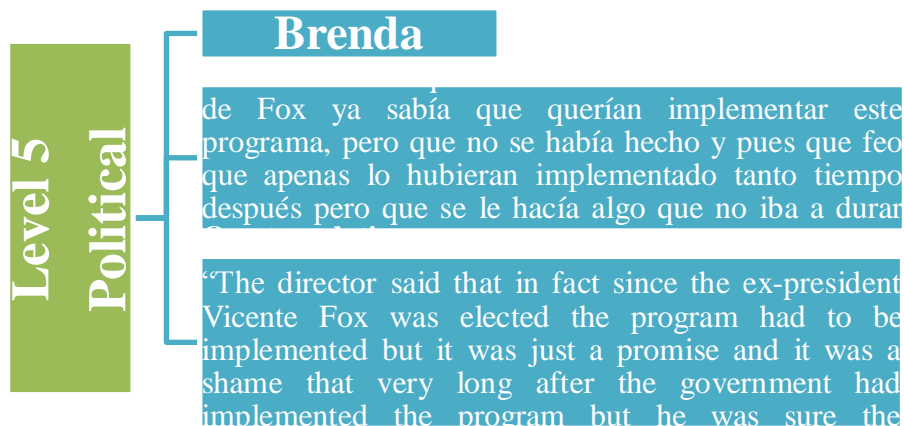 Level 5
Political
Brenda
de Fox ya sabía que querían implementar este
programa, pero que no se había hecho y pues que feo
que apenas lo hubieran implementado tanto tiempo
después pero que se le hacía algo que no iba a durar
“The director said that in fact since the ex-president
Vicente Fox was elected the program had to be
implemented but it was just a promise and it was a
shame that very long after the government had
implemented the program but he was sure the